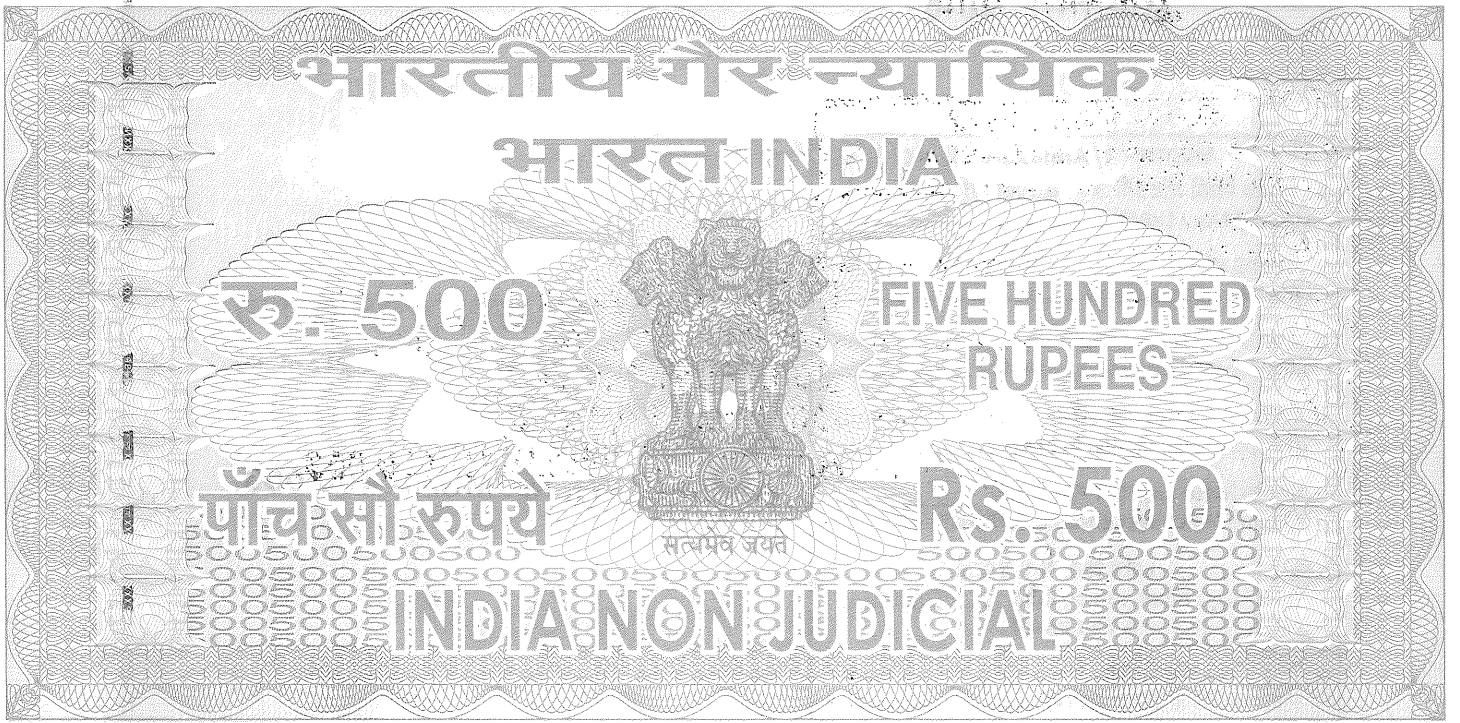 भारतीय गैर न्यायिक
भारत INDIA
रु. 500
FIVE HUNDRED
RUPEES
पाँच सौ रुपये
Rs. 500
सत्यमेव जयते
INDIA NON JUDICIAL